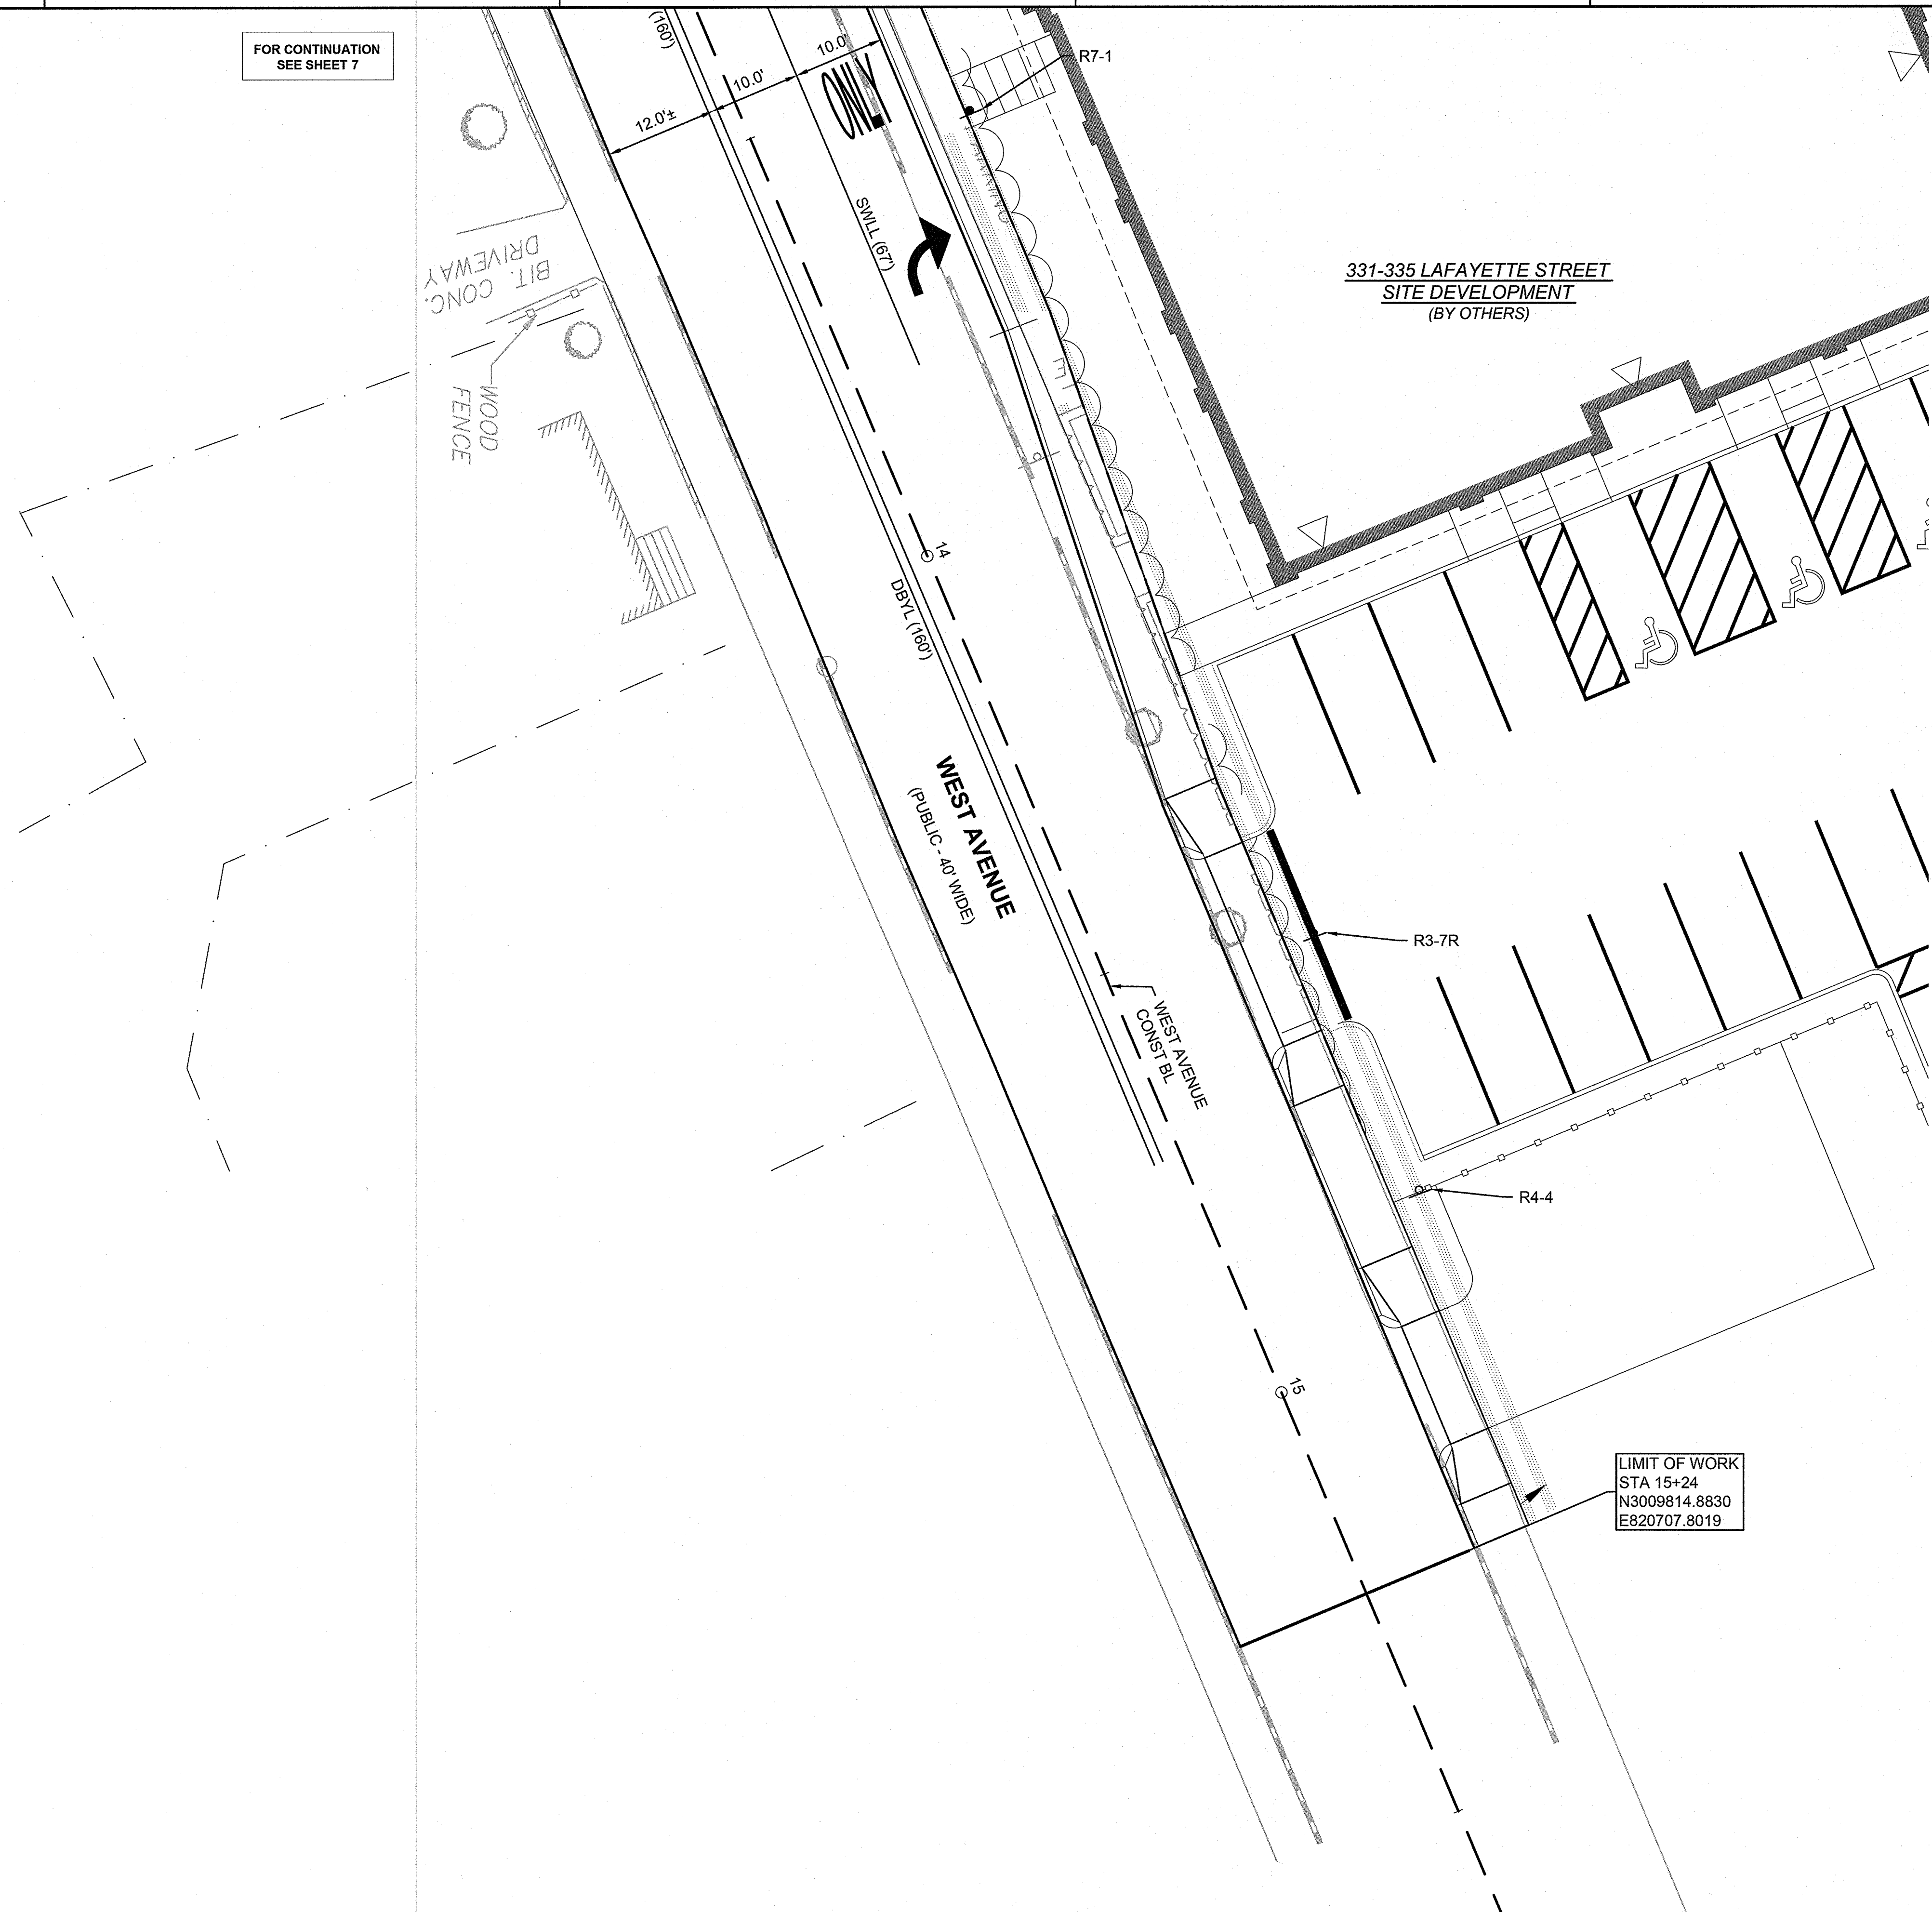 FOR CONTINUATION
SEE SHEET 7
(160')
12.0'±
10.0'
10.0'
ONLY
R7-1
SWLL (67')
BIT. CONC.
DRIVEWAY
WOOD
FENCE
331-335 LAFAYETTE STREET
SITE DEVELOPMENT
(BY OTHERS)
14
DBYL (160')
WEST AVENUE
(PUBLIC - 40' WIDE)
R3-7R
WEST AVENUE
CONST BL
R4-4
15
LIMIT OF WORK
STA 15+24
N3009814.8830
E820707.8019